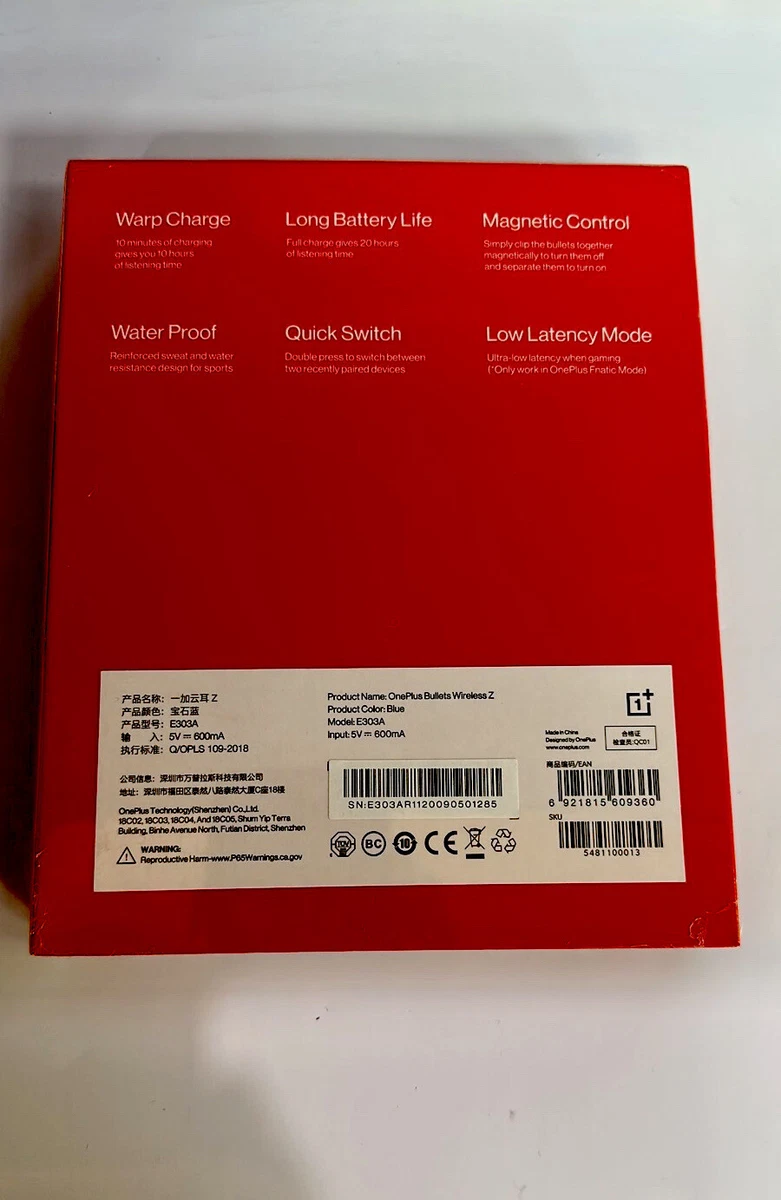 Warp Charge
10 minutes of charging
gives you 10 hours
of listening time
Long Battery Life
Full charge gives 20 hours
of listening time
Magnetic Control
Simply clip the bullets together
magnetically to turn them off
and separate them to turn on
Water Proof
Reinforced sweat and water
resistance design for sports
Quick Switch
Double press to switch between
two recently paired devices
Low Latency Mode
Ultra-low latency when gaming
(*Only work in OnePlus Fnatic Mode)
产品名称: 一加云耳 Z
产品颜色: 宝石蓝
产品型号: E303A
输 入: 5V ⎓ 600mA
执行标准: Q/OPLS 109-2018
公司信息: 深圳市万普拉斯科技有限公司
地址: 深圳市福田区泰然八路泰然大厦C座18楼
OnePlus Technology(Shenzhen) Co.,Ltd.
18C02, 18C03, 18C04, And 18C05, Shum Yip Terra
Building, Binhe Avenue North, Futian District, Shenzhen
WARNING:
Reproductive Harm-www.P65Warnings.ca.gov
Product Name: OnePlus Bullets Wireless Z
Product Color: Blue
Model: E303A
Input: 5V ⎓ 600mA
SN:E303AR1120090501285
TÜV
BC
10
CE
1+
Made in China
Designed by OnePlus
www.oneplus.com
合格证
检查员:QC01
商品编码/EAN
6 921815 609360
SKU
5481100013